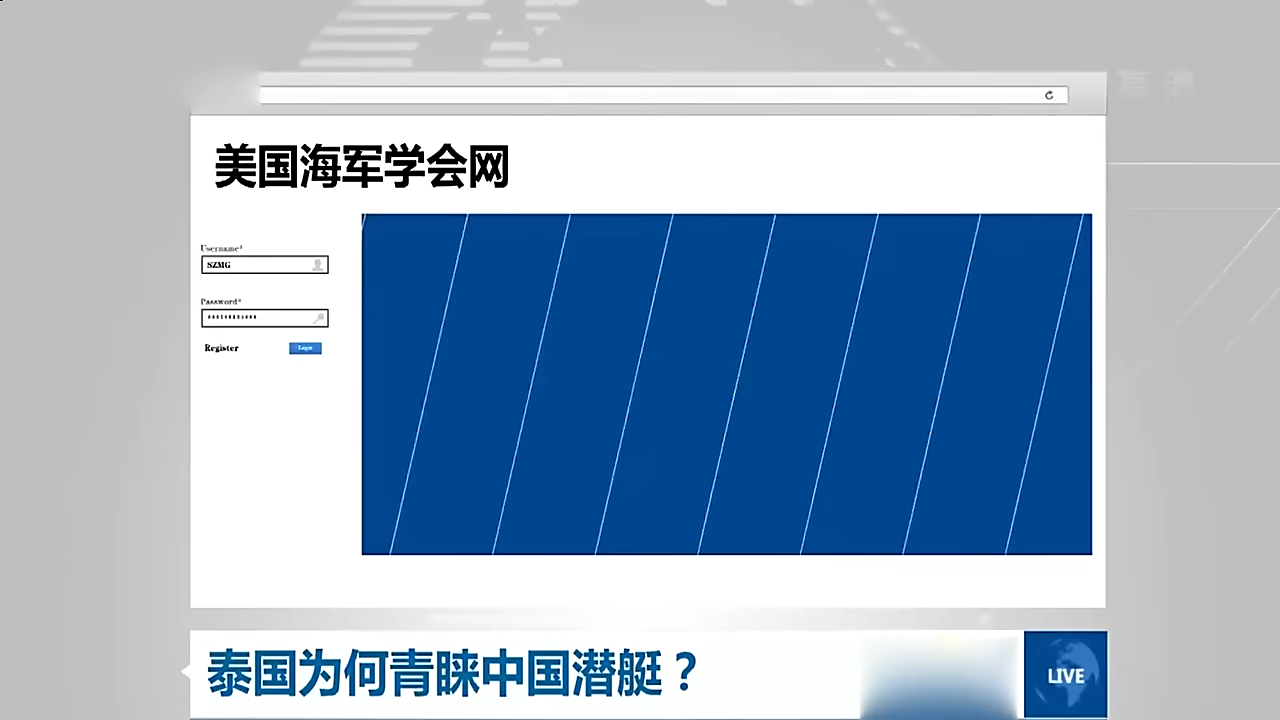 美国海军学会网
Username*
SZMG
Password*
Register
Login
泰国为何青睐中国潜艇？
LIVE